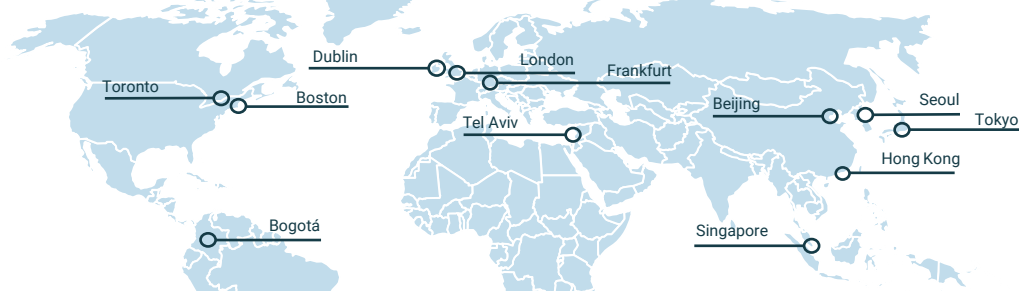 Dublin
London
Frankfurt
Toronto
Boston
Tel Aviv
Beijing
Seoul
Tokyo
Hong Kong
Bogotá
Singapore